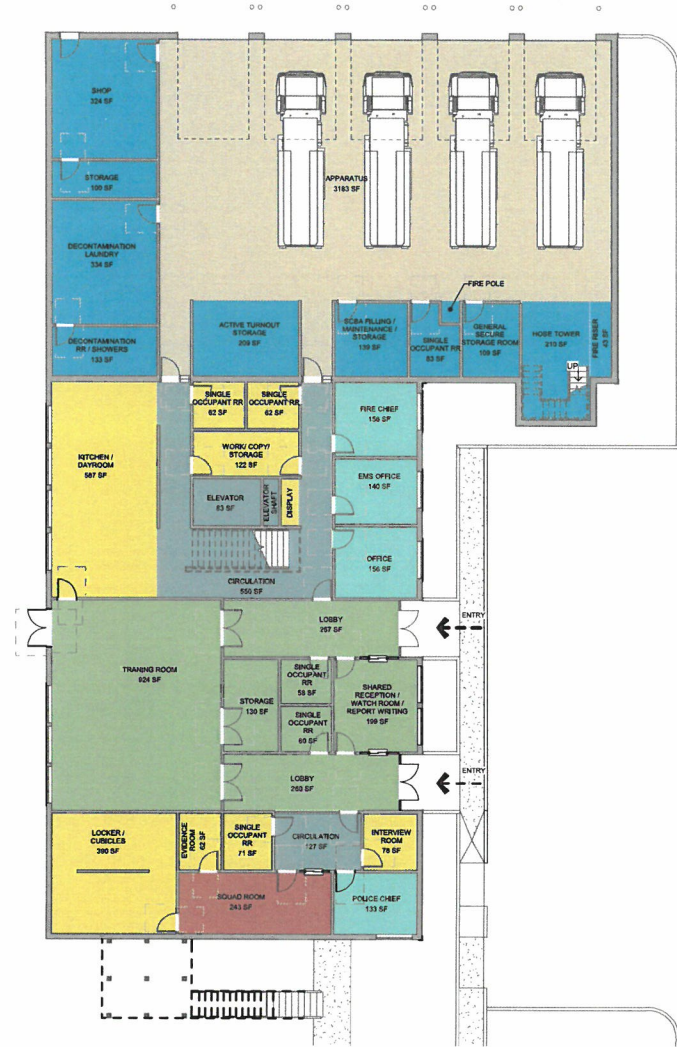 SHOP
324 SF
STORAGE
100 SF
APPARATUS
3183 SF
DECONTAMINATION
LAUNDRY
334 SF
FIRE POLE
DECONTAMINATION
RR / SHOWERS
133 SF
ACTIVE TURNOUT
STORAGE
209 SF
SCBA FILLING /
MAINTENANCE /
STORAGE
139 SF
SINGLE
OCCUPANT RR
83 SF
GENERAL
SECURE
STORAGE ROOM
109 SF
HOSE TOWER
213 SF
FIRE RISER
43 SF
UP
SINGLE
OCCUPANT RR
62 SF
SINGLE
OCCUPANT RR
62 SF
FIRE CHIEF
156 SF
KITCHEN /
DAYROOM
587 SF
WORK/ COPY/
STORAGE
122 SF
EMS OFFICE
140 SF
ELEVATOR
83 SF
ELEVATOR
SHAFT
DISPLAY
OFFICE
156 SF
CIRCULATION
550 SF
LOBBY
267 SF
ENTRY
TRANING ROOM
924 SF
STORAGE
130 SF
SINGLE
OCCUPANT
RR
58 SF
SINGLE
OCCUPANT
RR
60 SF
SHARED
RECEPTION /
WATCH ROOM /
REPORT WRITING
199 SF
LOBBY
263 SF
ENTRY
LOCKER /
CUBICLES
390 SF
EVIDENCE
ROOM
62 SF
SINGLE
OCCUPANT
RR
71 SF
CIRCULATION
127 SF
INTERVIEW
ROOM
76 SF
SQUAD ROOM
243 SF
POLICE CHIEF
133 SF